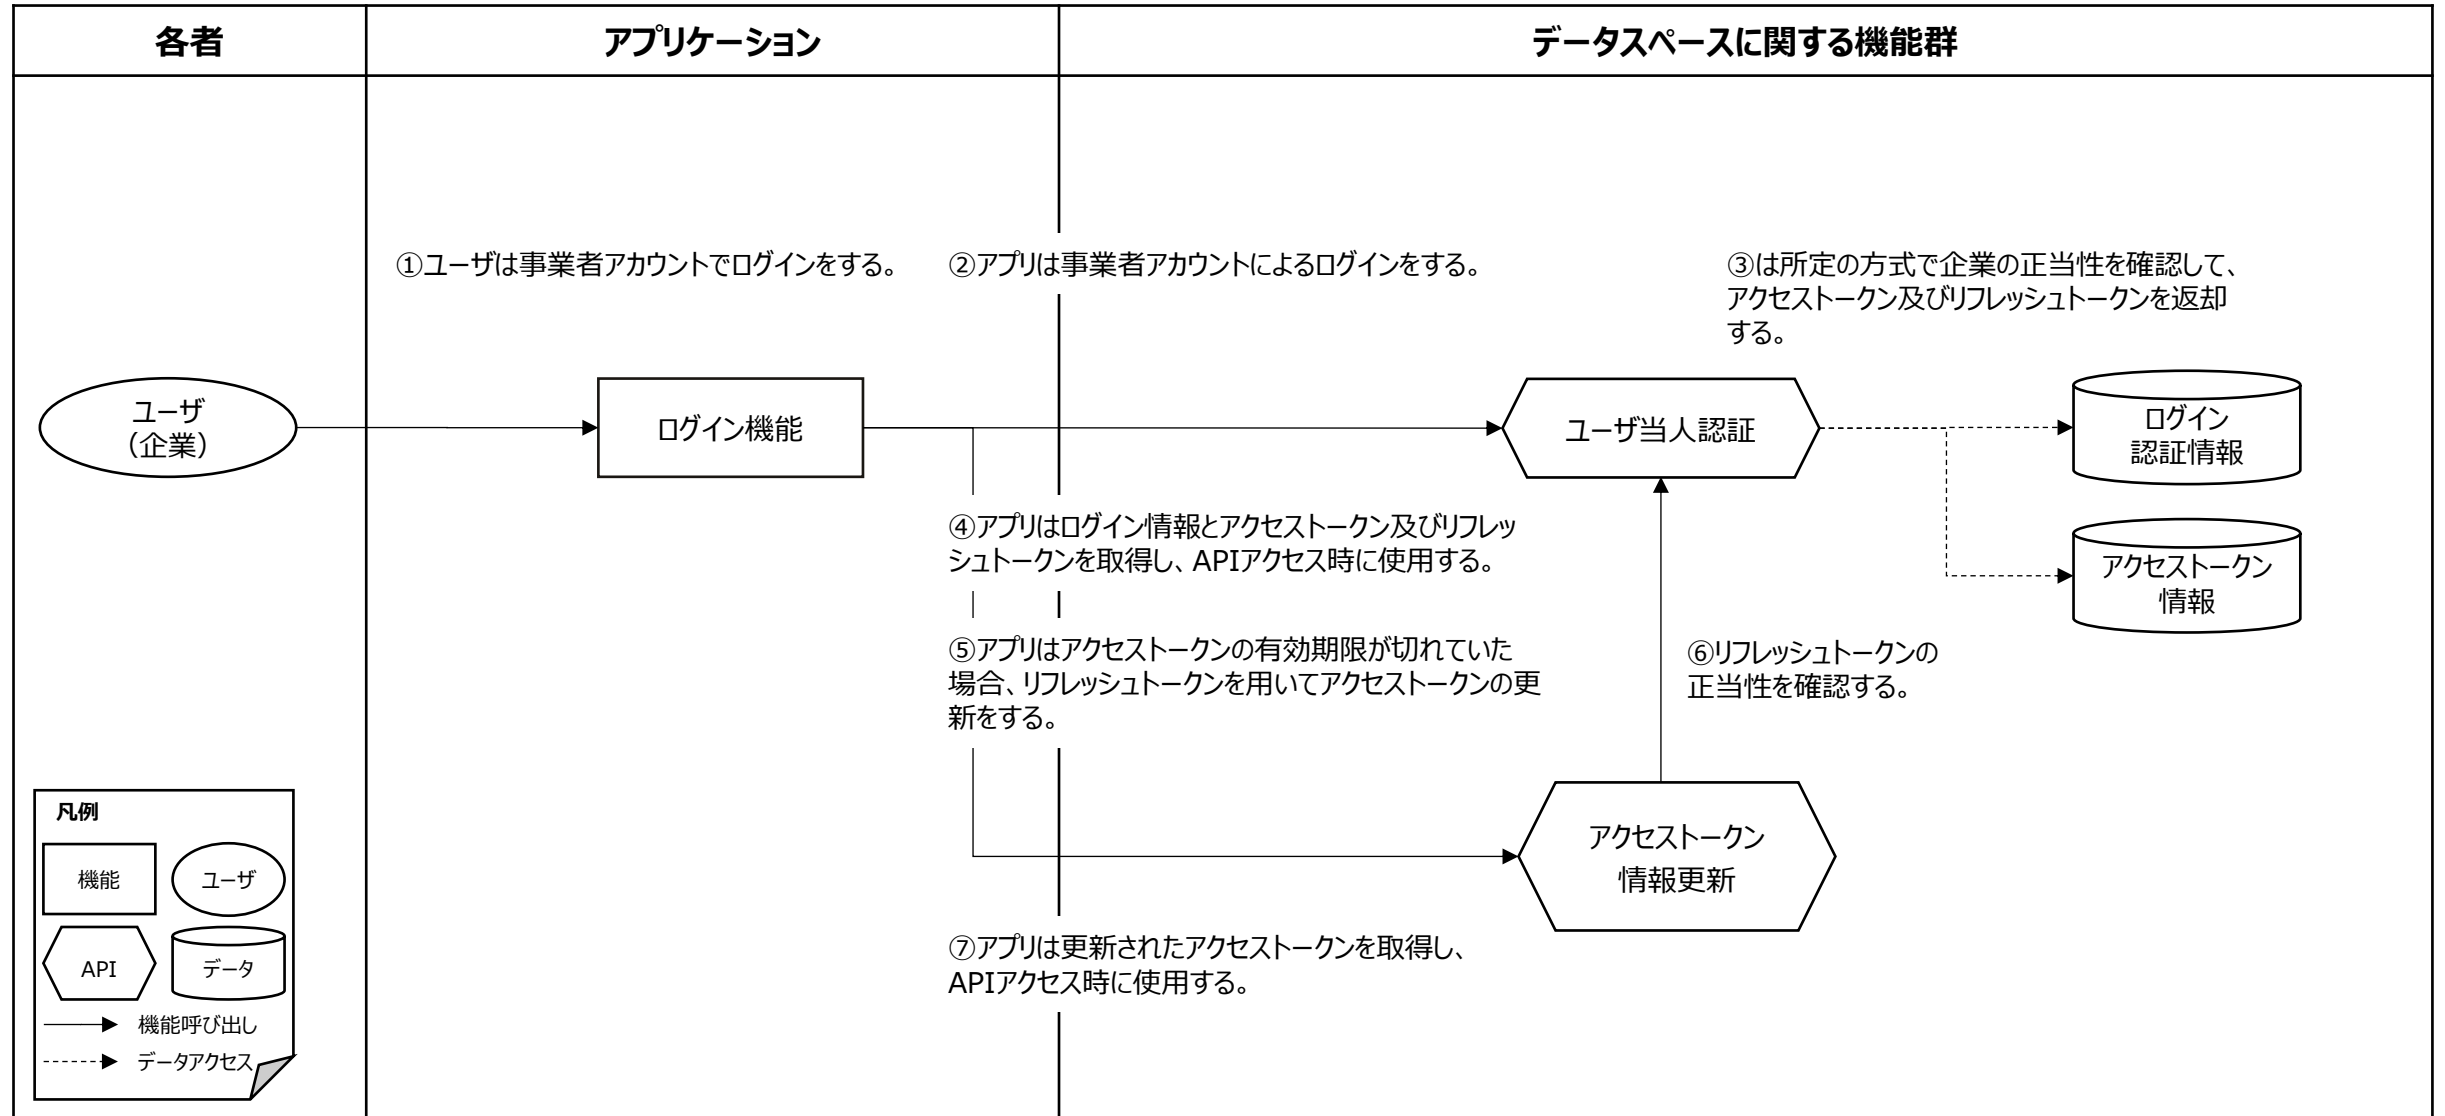 各者
アプリケーション
データスペースに関する機能群
①ユーザは事業者アカウントでログインをする。
②アプリは事業者アカウントによるログインをする。
③は所定の方式で企業の正当性を確認して、
アクセストークン及びリフレッシュトークンを返却
する。
ユーザ
（企業）
ログイン機能
ユーザ当人認証
ログイン
認証情報
④アプリはログイン情報とアクセストークン及びリフレッ
シュトークンを取得し、APIアクセス時に使用する。
アクセストークン
情報
⑤アプリはアクセストークンの有効期限が切れていた
場合、リフレッシュトークンを用いてアクセストークンの更
新をする。
⑥リフレッシュトークンの
正当性を確認する。
アクセストークン
情報更新
⑦アプリは更新されたアクセストークンを取得し、
APIアクセス時に使用する。
凡例
機能
ユーザ
API
データ
機能呼び出し
データアクセス